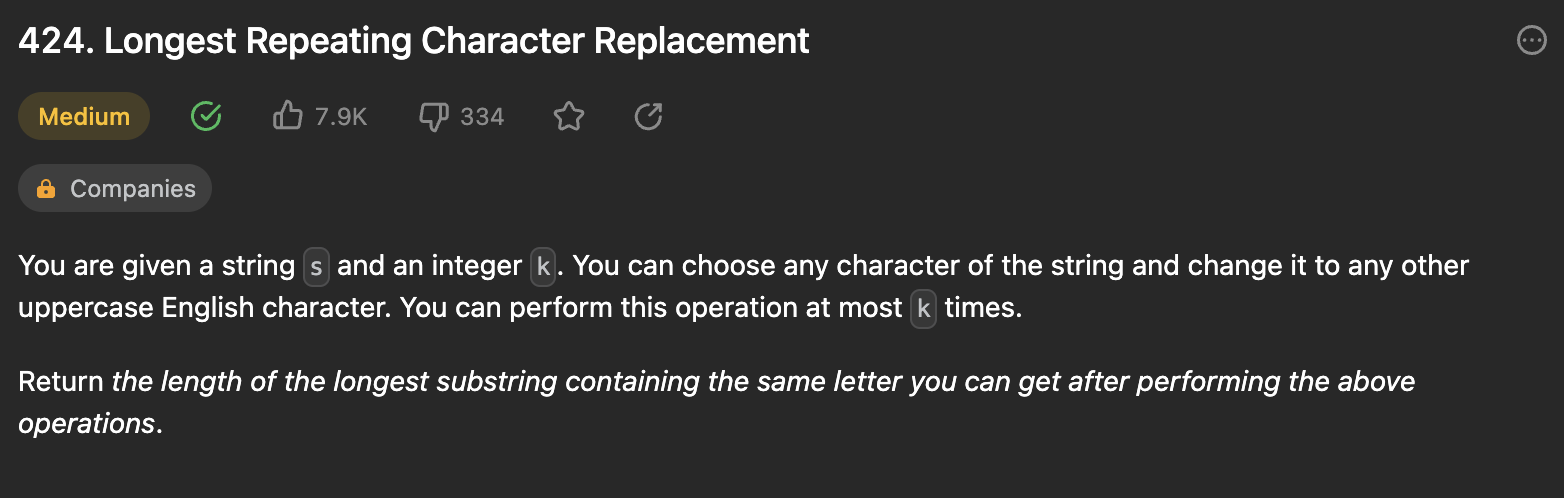 424. Longest Repeating Character Replacement
Medium 7.9K 334
Companies
You are given a string s and an integer k. You can choose any character of the string and change it to any other
uppercase English character. You can perform this operation at most k times.
Return the length of the longest substring containing the same letter you can get after performing the above
operations.